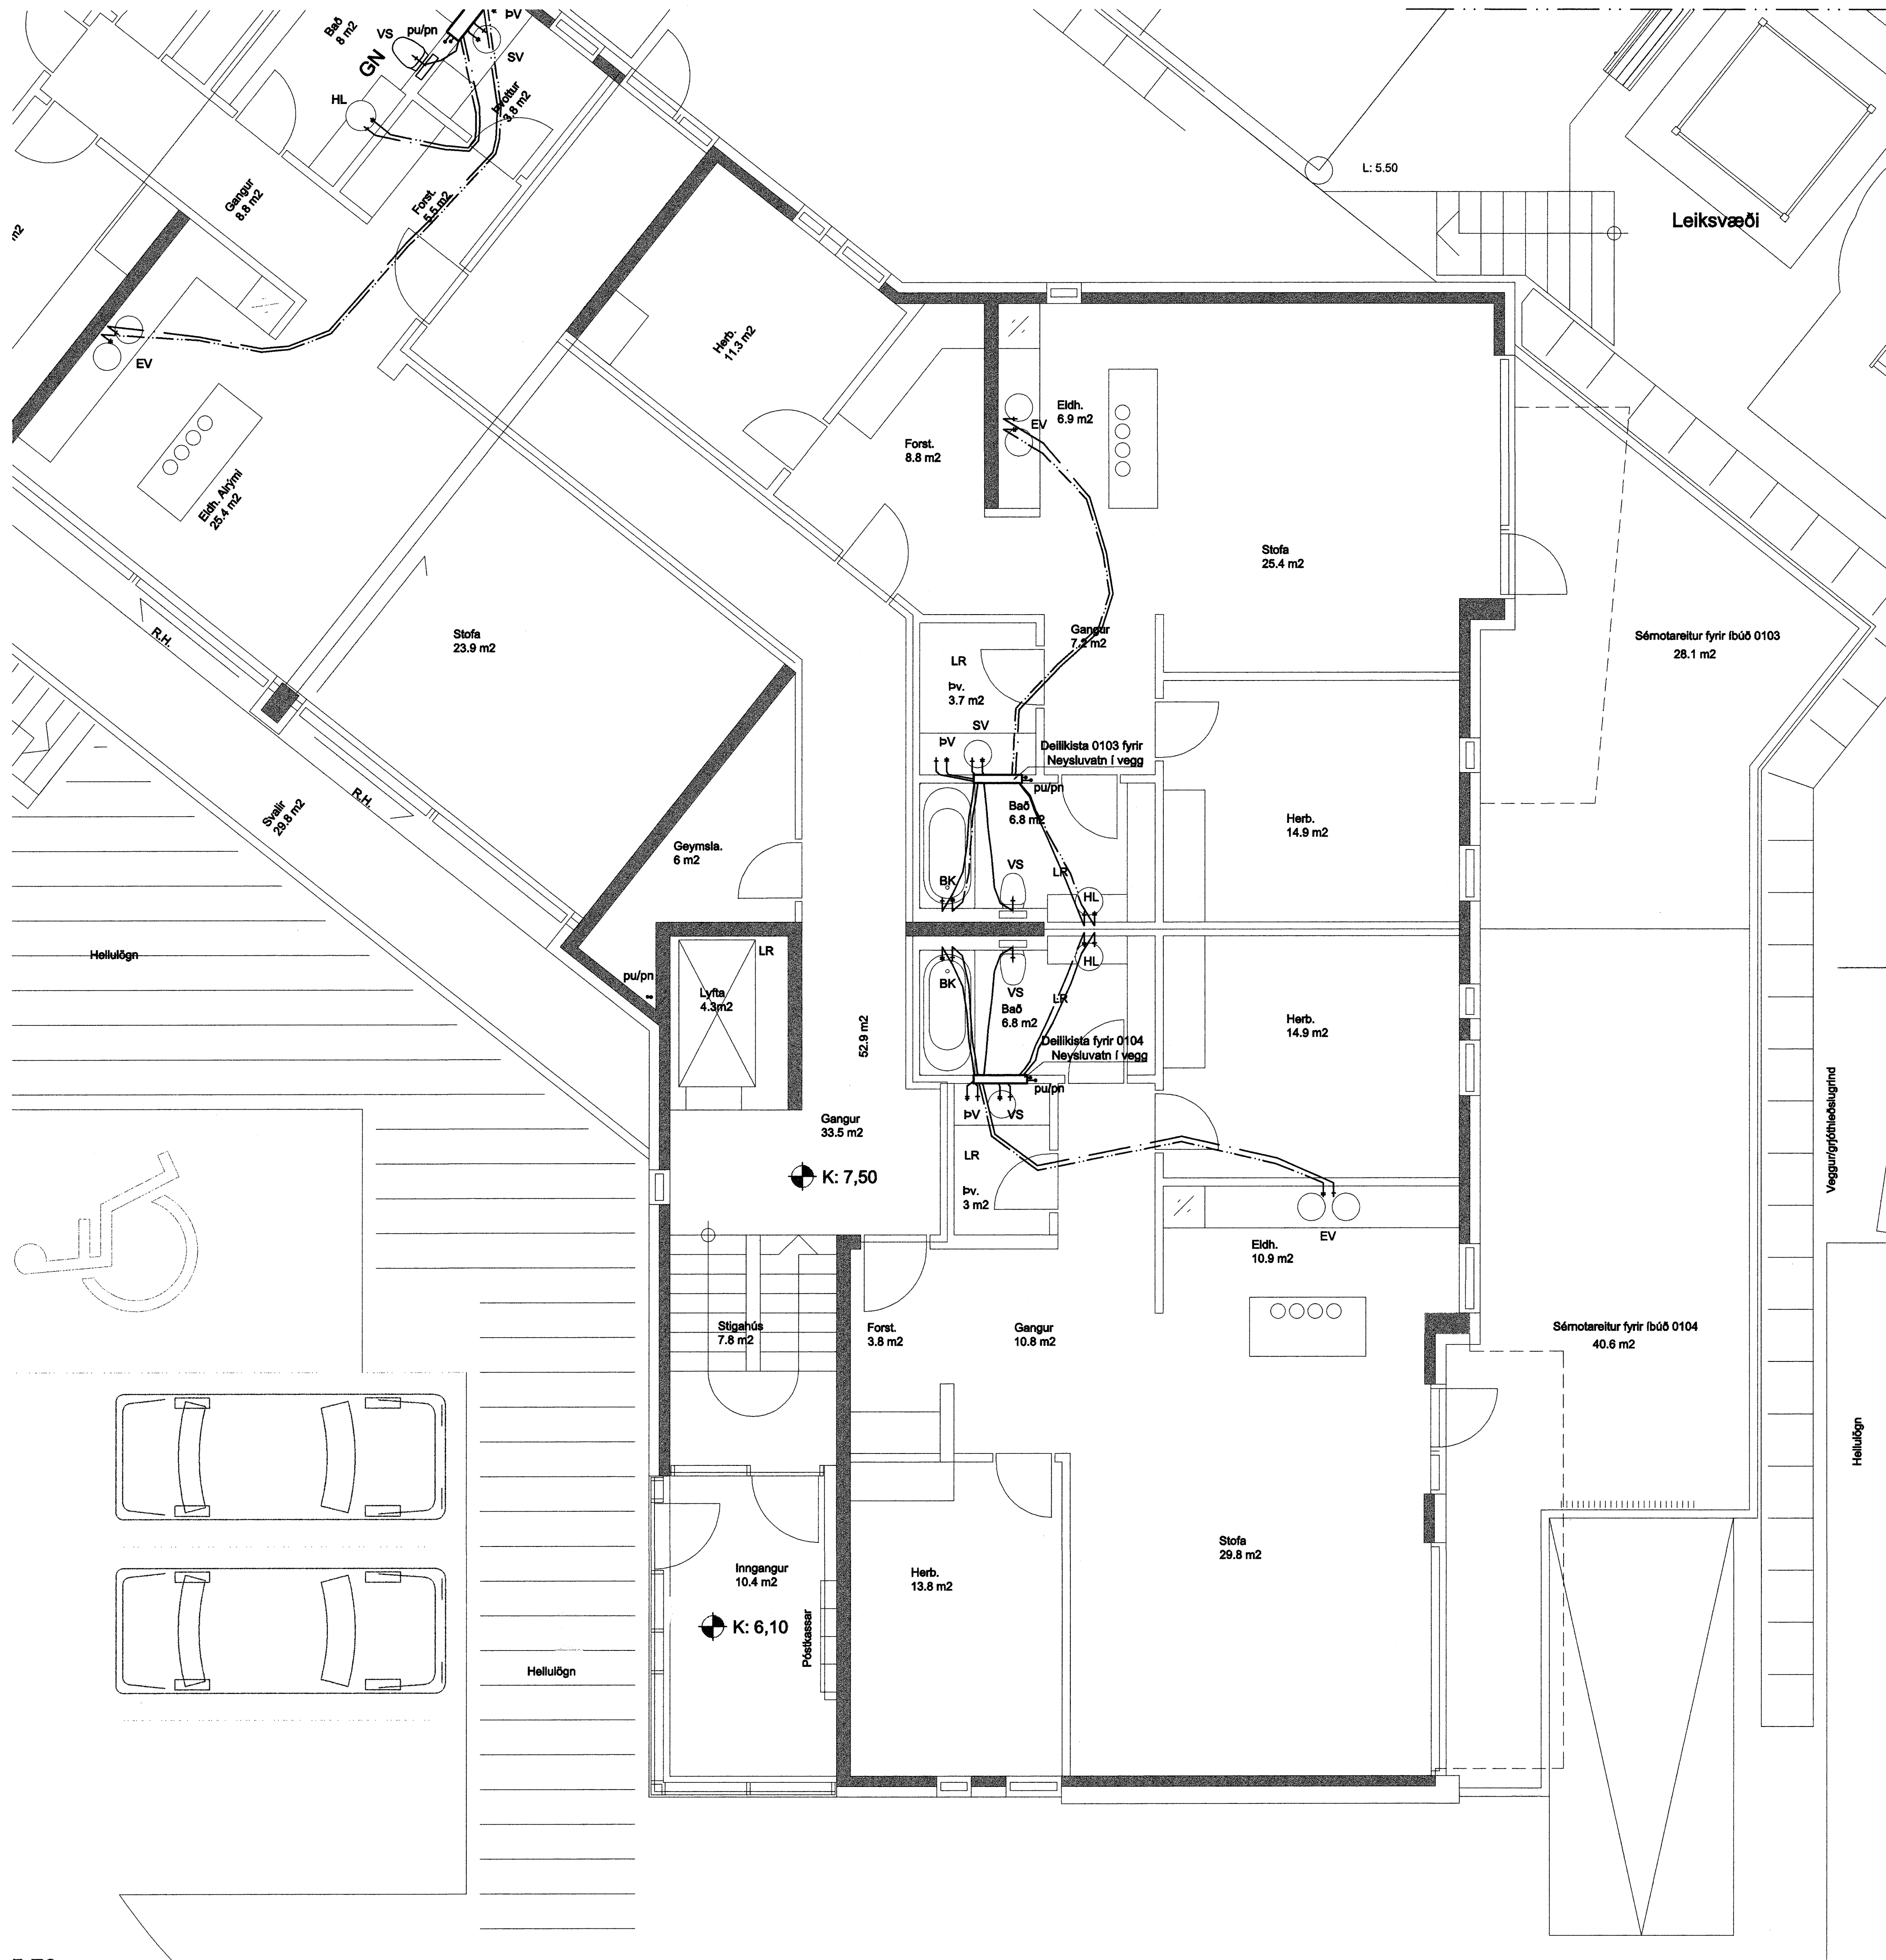 ÞV
Bað
8 m2
VS
pu/pn
GN
SV
HL
Þvottur
3.8 m2
L: 5.50
Gangur
8.8 m2
Forst.
5.5 m2
m2
Leiksvæði
Herb.
11.3 m2
EV
Eldh.
6.9 m2
EV
Forst.
8.8 m2
Eldh. Alrými
25.4 m2
Stofa
25.4 m2
R.H.
Stofa
23.9 m2
Gangur
7.2 m2
Sérnotareitur fyrir íbúð 0103
28.1 m2
LR
Þv.
3.7 m2
SV
ÞV
Deilikista 0103 fyrir
Neysluvatn í vegg
pu/pn
R.H.
Svalir
29.8 m2
Bað
6.8 m2
Herb.
14.9 m2
Geymsla.
6 m2
VS
LR
BK
HL
Hellulögn
LR
pu/pn
HL
BK
VS
LR
Lyfta
4.3m2
Bað
6.8 m2
Herb.
14.9 m2
52.9 m2
Deilikista fyrir 0104
Neysluvatn í vegg
pu/pn
ÞV
VS
Gangur
33.5 m2
Veggur/grjóthleðslugrind
LR
K: 7,50
Þv.
3 m2
EV
Eldh.
10.9 m2
Stigahús
7.8 m2
Forst.
3.8 m2
Gangur
10.8 m2
Sérnotareitur fyrir íbúð 0104
40.6 m2
Hellulögn
Stofa
29.8 m2
Inngangur
10.4 m2
Herb.
13.8 m2
K: 6,10
Póstkassar
Hellulögn